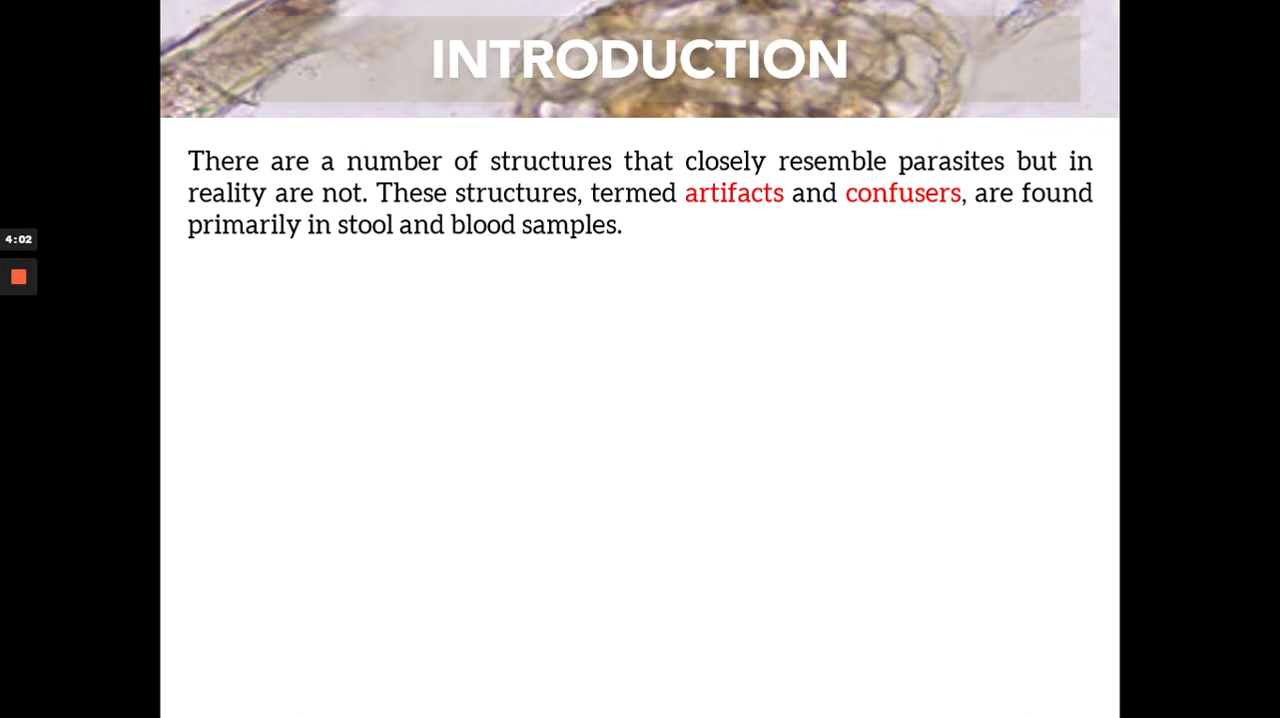 INTRODUCTION
There are a number of structures that closely resemble parasites but in
reality are not. These structures, termed artifacts and confusers, are found
primarily in stool and blood samples.
4:02